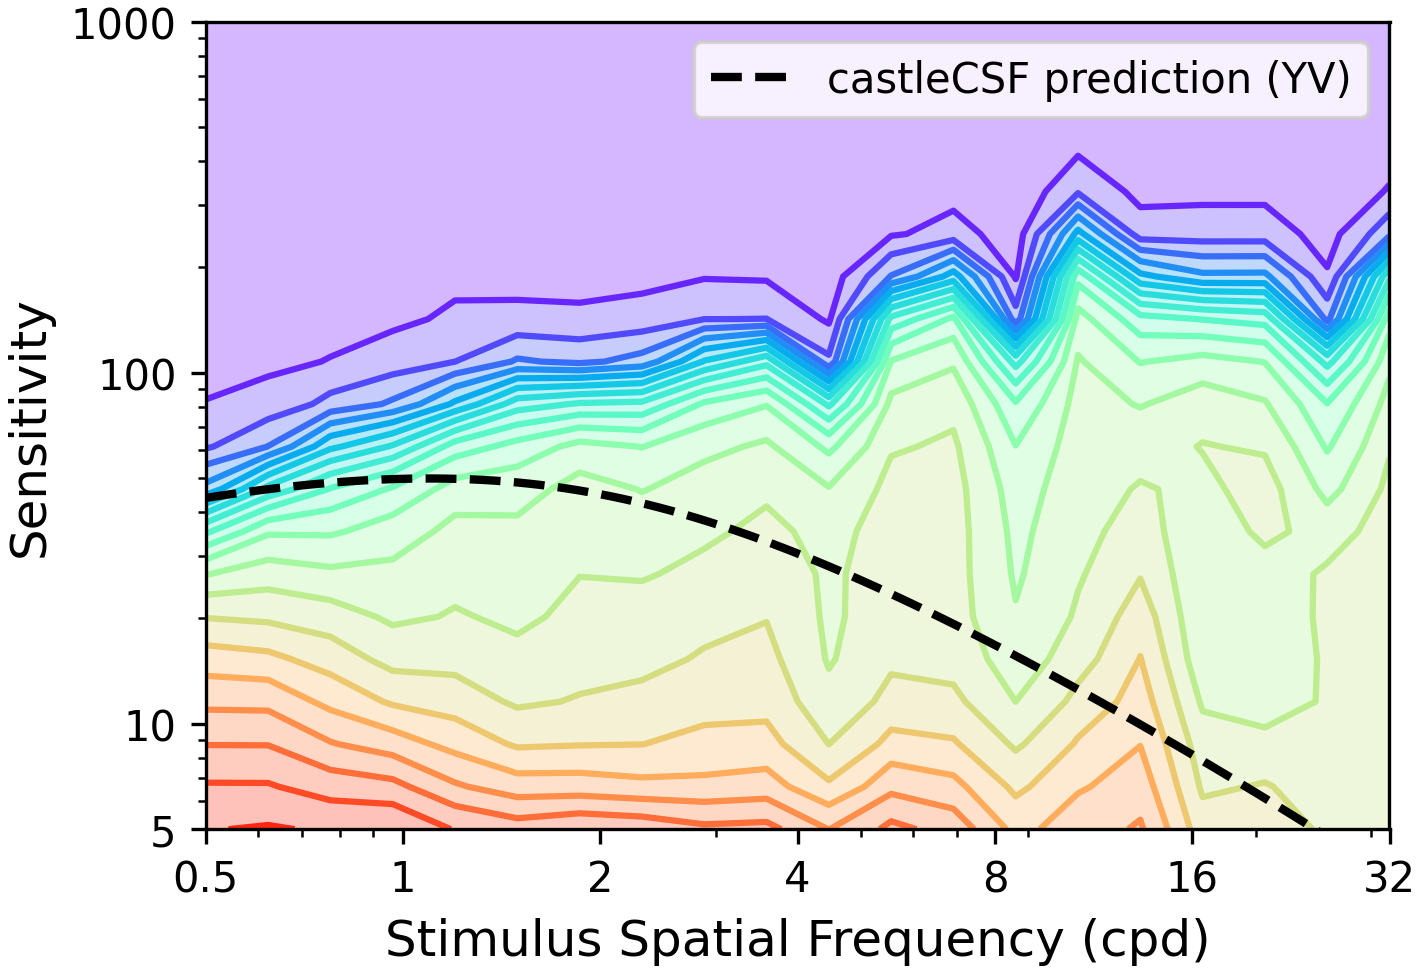 1000
castleCSF prediction (YV)
100
10
5
Sensitivity
0.5 1 2 4 8 16 32
Stimulus Spatial Frequency (cpd)